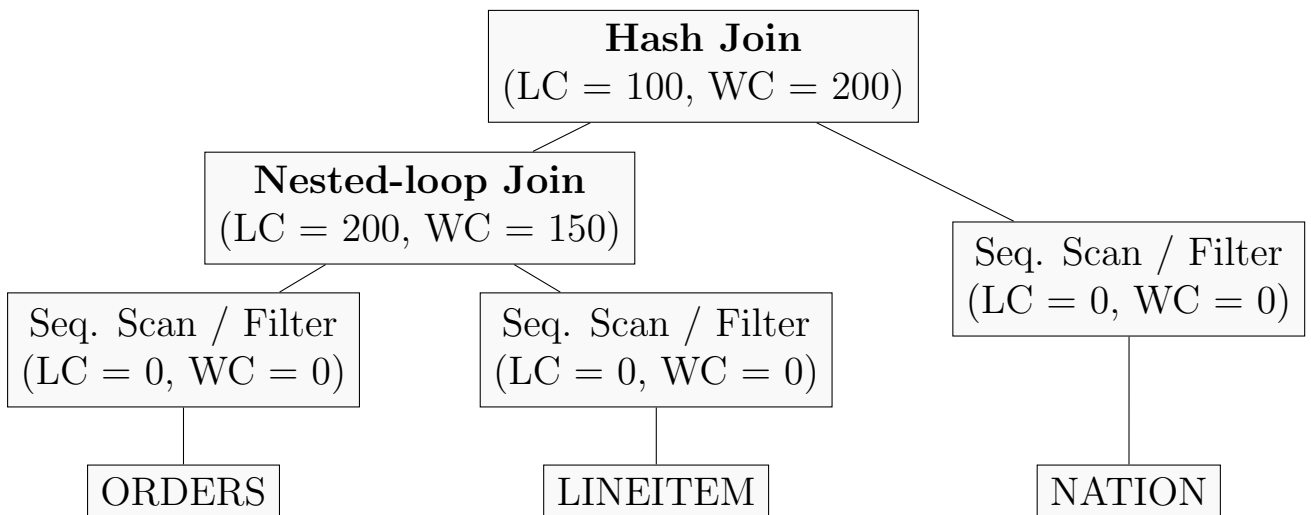 Hash Join
(LC = 100, WC = 200)
Nested-loop Join
(LC = 200, WC = 150)
Seq. Scan / Filter
(LC = 0, WC = 0)
Seq. Scan / Filter
(LC = 0, WC = 0)
Seq. Scan / Filter
(LC = 0, WC = 0)
ORDERS
LINEITEM
NATION